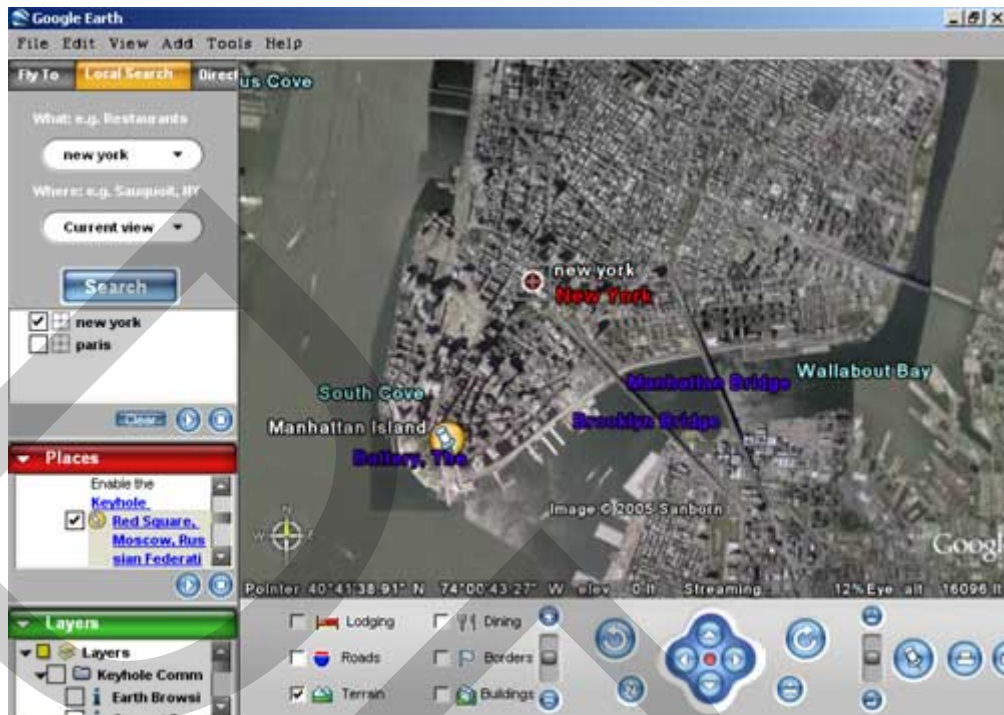 Google Earth
File Edit View Add Tools Help
Fly To Local Search Direct
What: e.g. Restaurants
new york
Where: e.g. Sauquoit, NY
Current view
Search
new york
paris
Clear
Places
Enable the
Keyhole
Red Square,
Moscow, Rus
sian Federati
Layers
Layers
Keyhole Comm
Earth Browsi
us Cove
new york
New York
Wallabout Bay
Manhattan Bridge
South Cove
Brooklyn Bridge
Manhattan Island
Battery, The
Image © 2005 Sanborn
N
W E
Googl
Pointer 40°41'38.91" N 74°00'43.27" W elev 0 ft Streaming 12% Eye alt 16096 ft
Lodging Dining
Roads Borders
Terrain Buildings